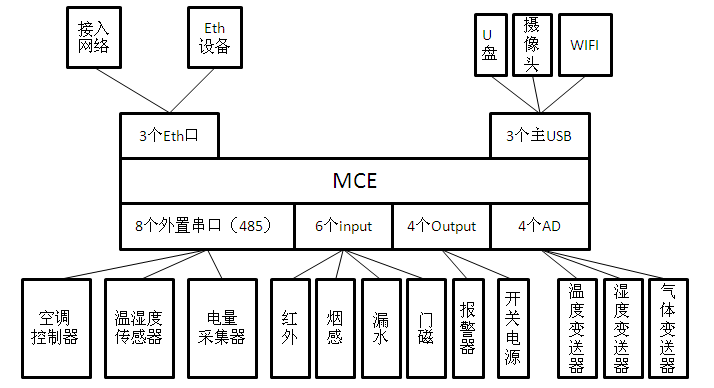 接入
网络
Eth
设备
U
盘
摄
像
头
WIFI
3个Eth口
3个主USB
MCE
8个外置串口（485）
6个input
4个Output
4个AD
空调
控制器
温湿度
传感器
电量
采集器
红
外
烟
感
漏
水
门
磁
报
警
器
开
关
电
源
温
度
变
送
器
湿
度
变
送
器
气
体
变
送
器